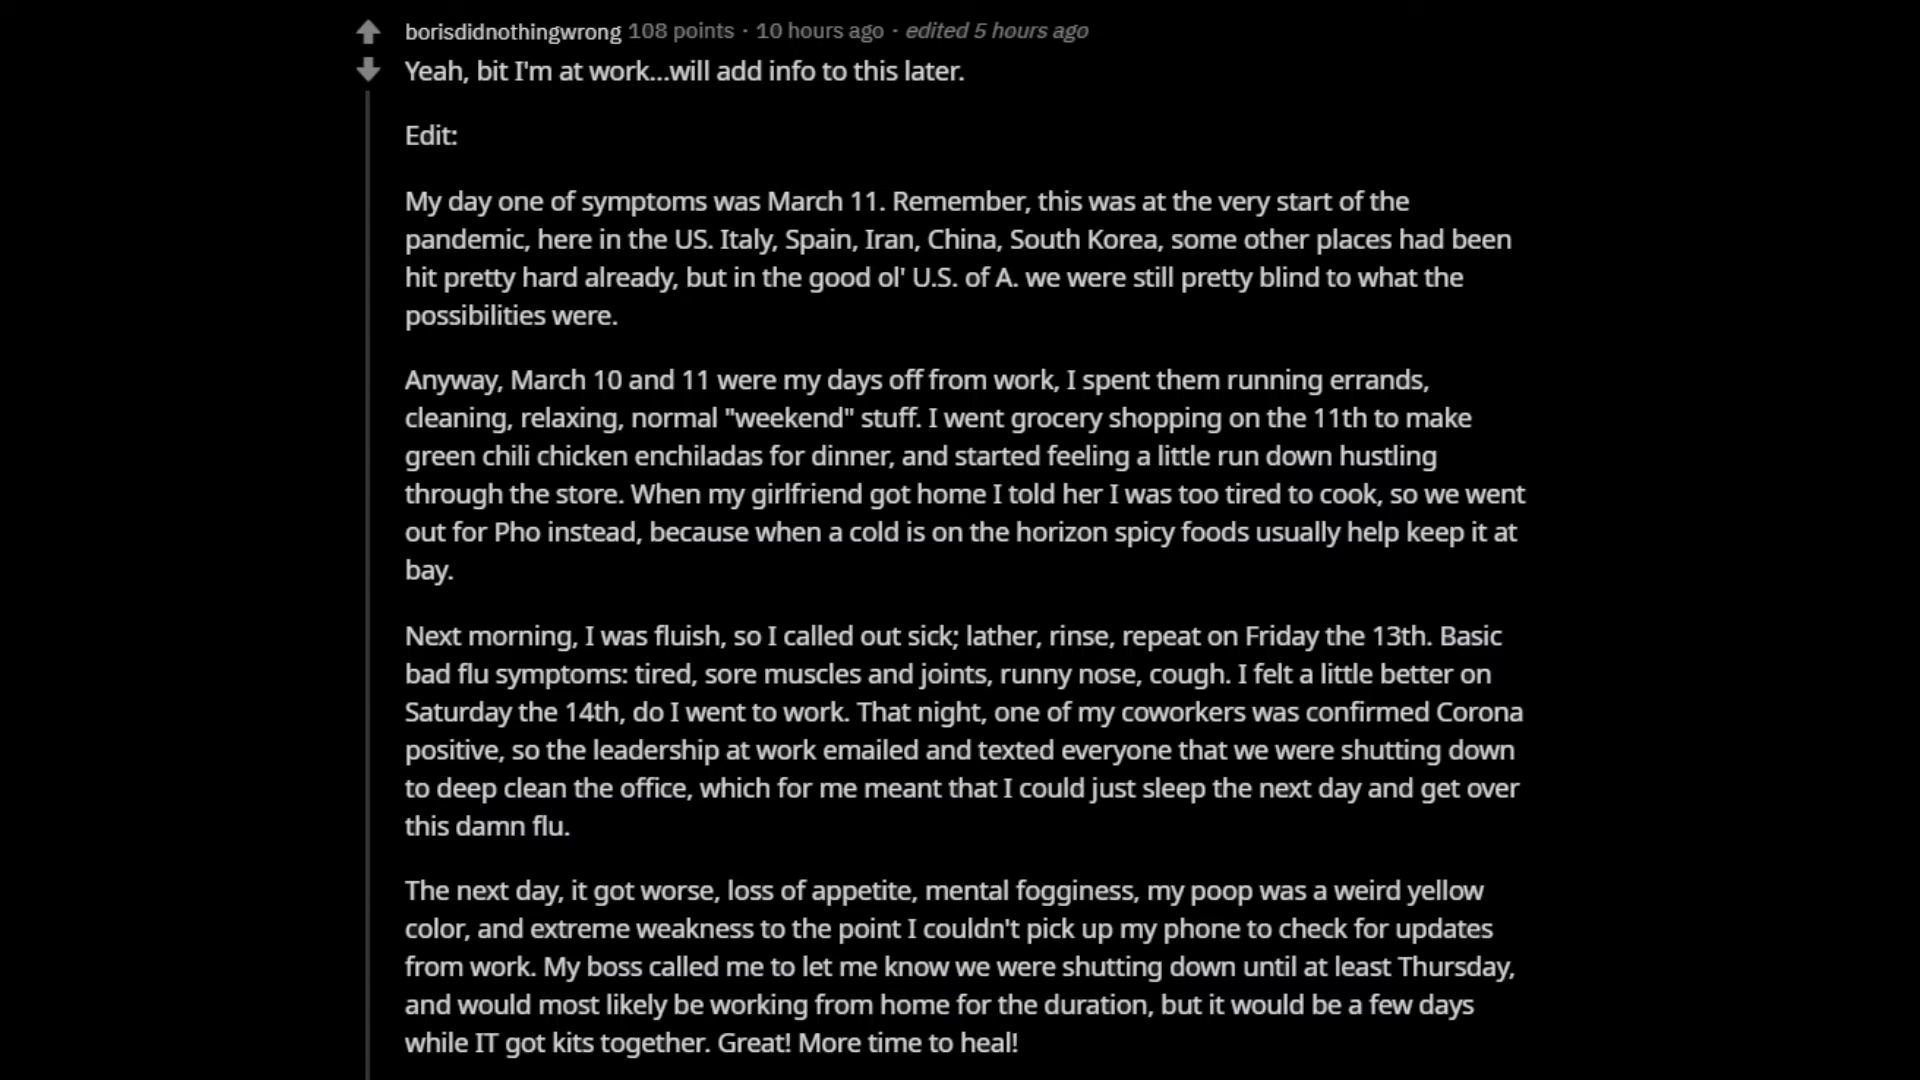 borisdidnothingwrong 108 points · 10 hours ago · edited 5 hours ago
Yeah, bit I'm at work...will add info to this later.
Edit:
My day one of symptoms was March 11. Remember, this was at the very start of the
pandemic, here in the US. Italy, Spain, Iran, China, South Korea, some other places had been
hit pretty hard already, but in the good ol' U.S. of A. we were still pretty blind to what the
possibilities were.
Anyway, March 10 and 11 were my days off from work, I spent them running errands,
cleaning, relaxing, normal "weekend" stuff. I went grocery shopping on the 11th to make
green chili chicken enchiladas for dinner, and started feeling a little run down hustling
through the store. When my girlfriend got home I told her I was too tired to cook, so we went
out for Pho instead, because when a cold is on the horizon spicy foods usually help keep it at
bay.
Next morning, I was fluish, so I called out sick; lather, rinse, repeat on Friday the 13th. Basic
bad flu symptoms: tired, sore muscles and joints, runny nose, cough. I felt a little better on
Saturday the 14th, do I went to work. That night, one of my coworkers was confirmed Corona
positive, so the leadership at work emailed and texted everyone that we were shutting down
to deep clean the office, which for me meant that I could just sleep the next day and get over
this damn flu.
The next day, it got worse, loss of appetite, mental fogginess, my poop was a weird yellow
color, and extreme weakness to the point I couldn't pick up my phone to check for updates
from work. My boss called me to let me know we were shutting down until at least Thursday,
and would most likely be working from home for the duration, but it would be a few days
while IT got kits together. Great! More time to heal!